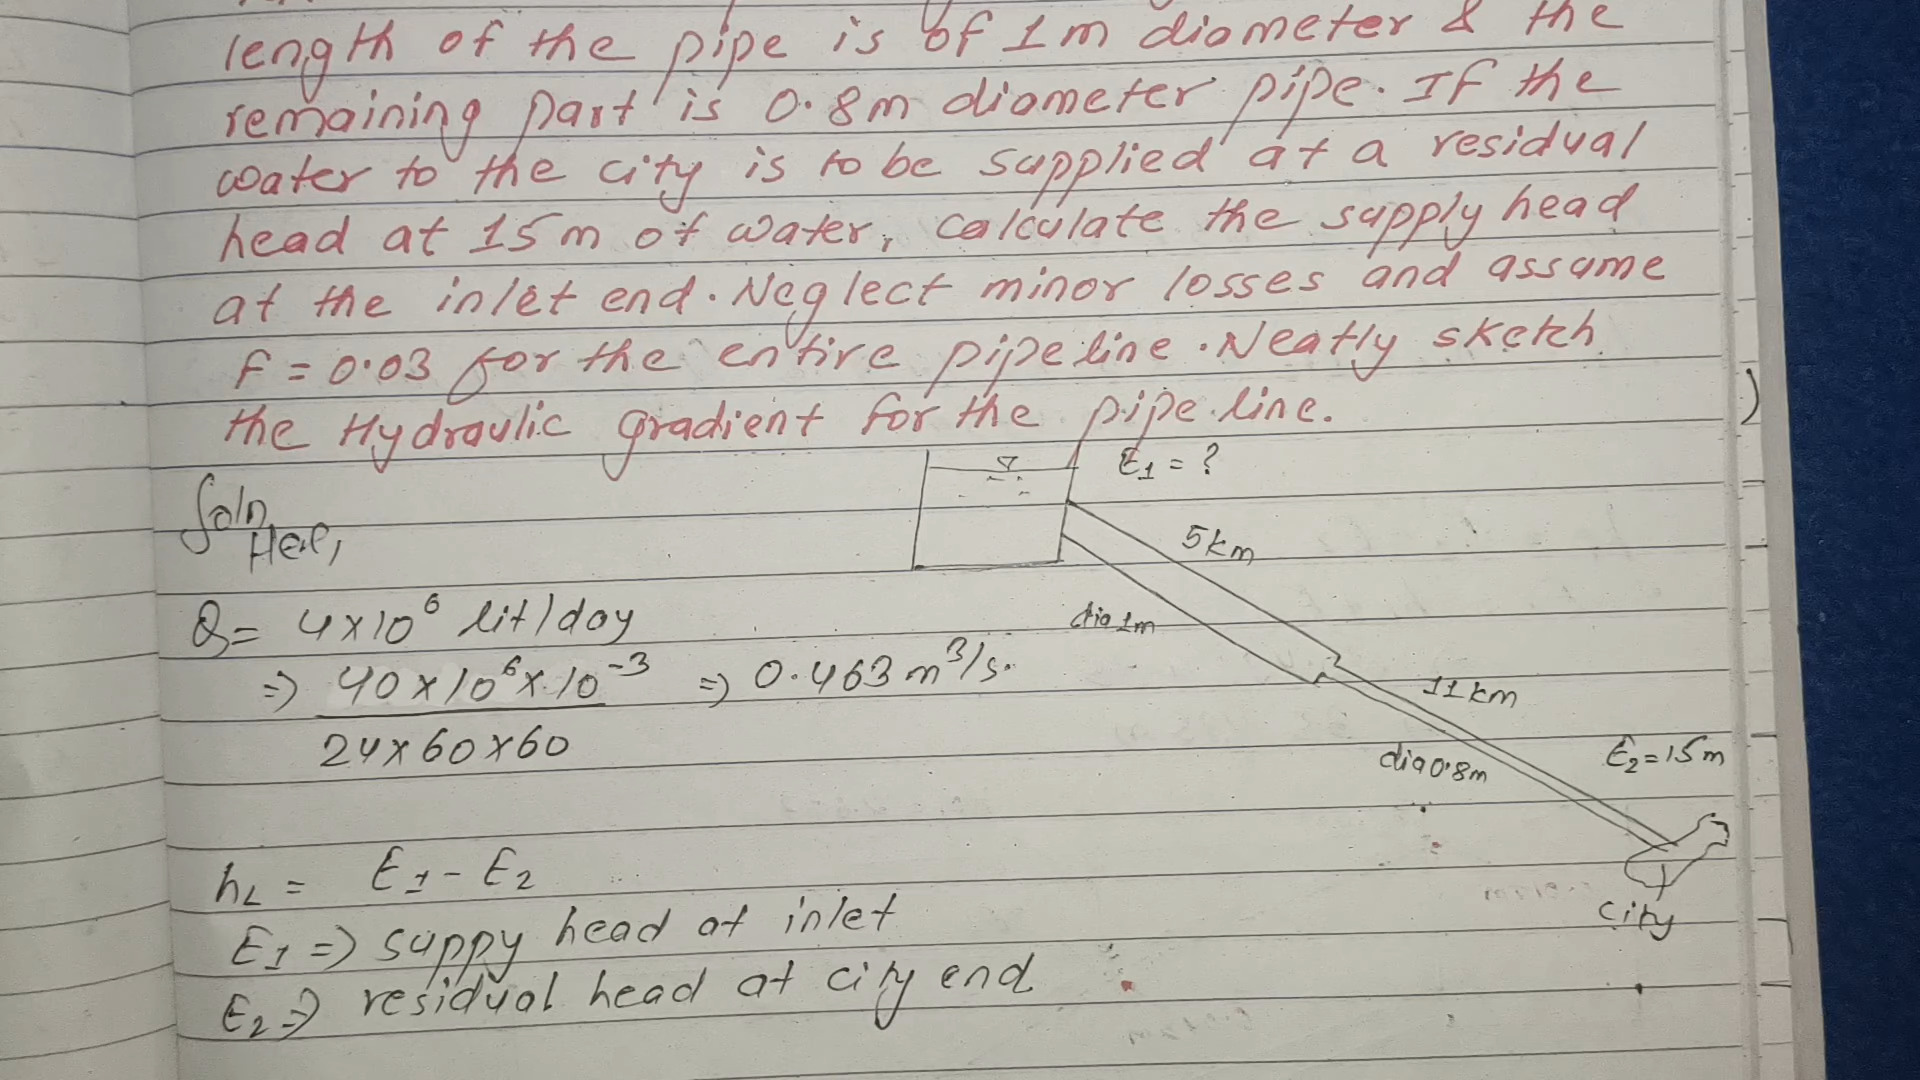 length of the pipe is of 1m diameter & the
remaining part is 0.8m diameter pipe. If the
water to the city is to be supplied at a residual
head at 15m of water, calculate the supply head
at the inlet end. Neglect minor losses and assume
f = 0.03 for the entire pipeline. Neatly sketch
the Hydraulic gradient for the pipe line.
E1 = ?
Soln
Here,
5km
Q = 4×10^6 lit/day
dia 1m
=> 40×10^6×10^-3 => 0.463 m^3/s.
24×60×60
11km
dia 0.8m
E2 = 15m
hL = E1 - E2
city
E1 => suppy head at inlet
E2 => residual head at city end